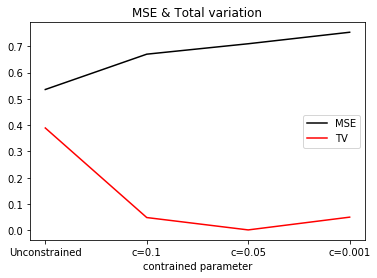 MSE & Total variation
0.7
0.6
0.5
0.4
0.3
0.2
0.1
0.0
MSE
TV
Unconstrained c=0.1 c=0.05 c=0.001
contrained parameter